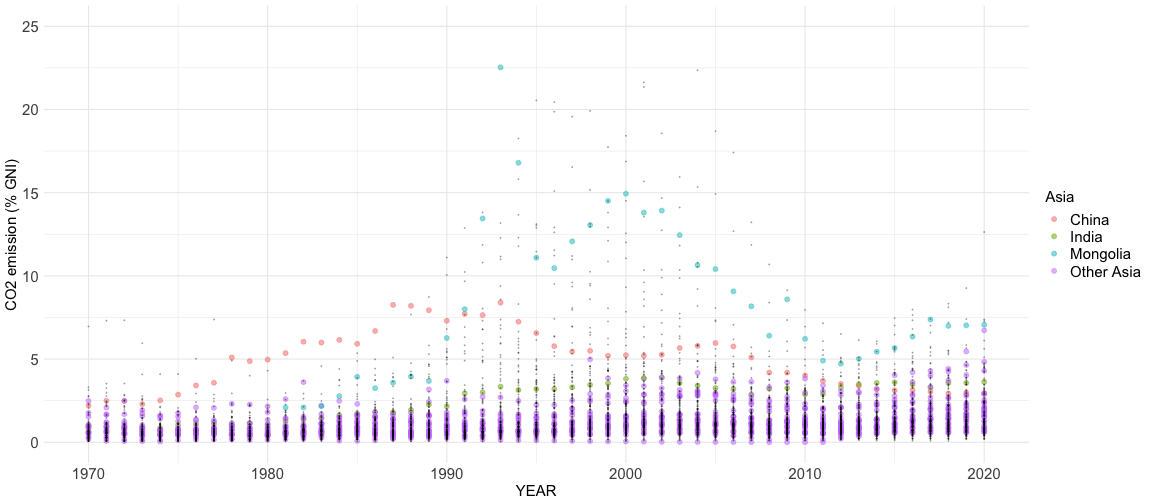 CO2 emission (% GNI)
25
20
15
10
5
0
1970
1980
1990
2000
2010
2020
YEAR
Asia
China
India
Mongolia
Other Asia